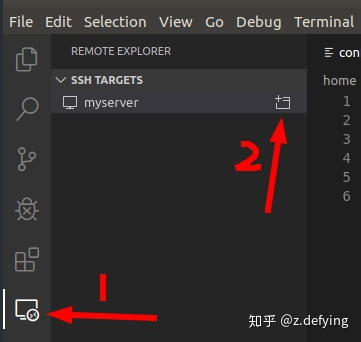 File Edit Selection View Go Debug Terminal
REMOTE EXPLORER
con
SSH TARGETS
home
myserver
1
2
3
4
5
6
2
1
知乎 @z.defying